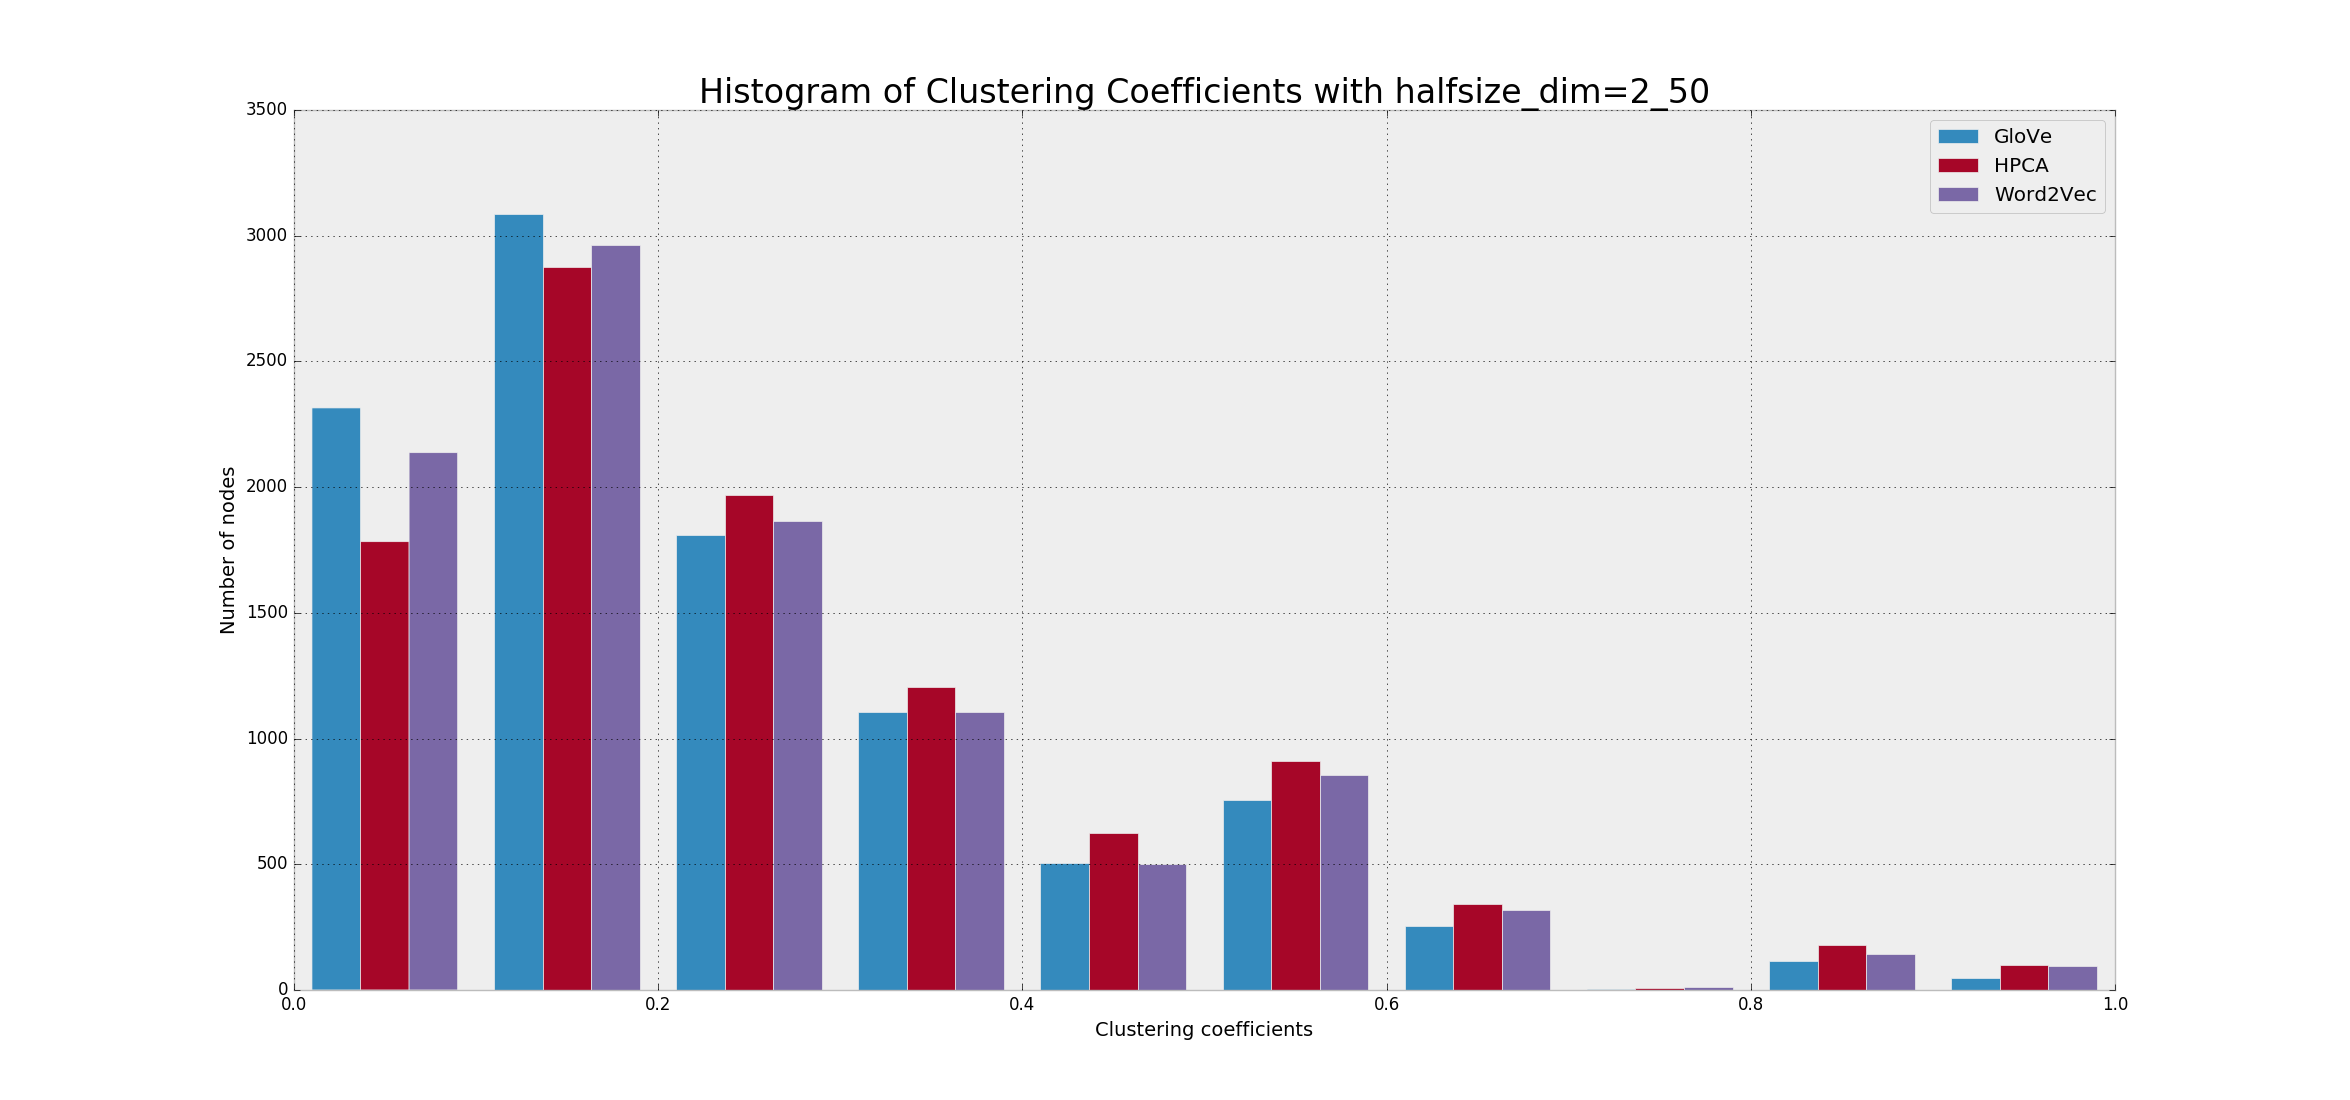 Histogram of Clustering Coefficients with halfsize_dim=2_50
3500
3000
2500
2000
1500
1000
500
0
Number of nodes
GloVe
HPCA
Word2Vec
0.0 0.2 0.4 0.6 0.8 1.0
Clustering coefficients